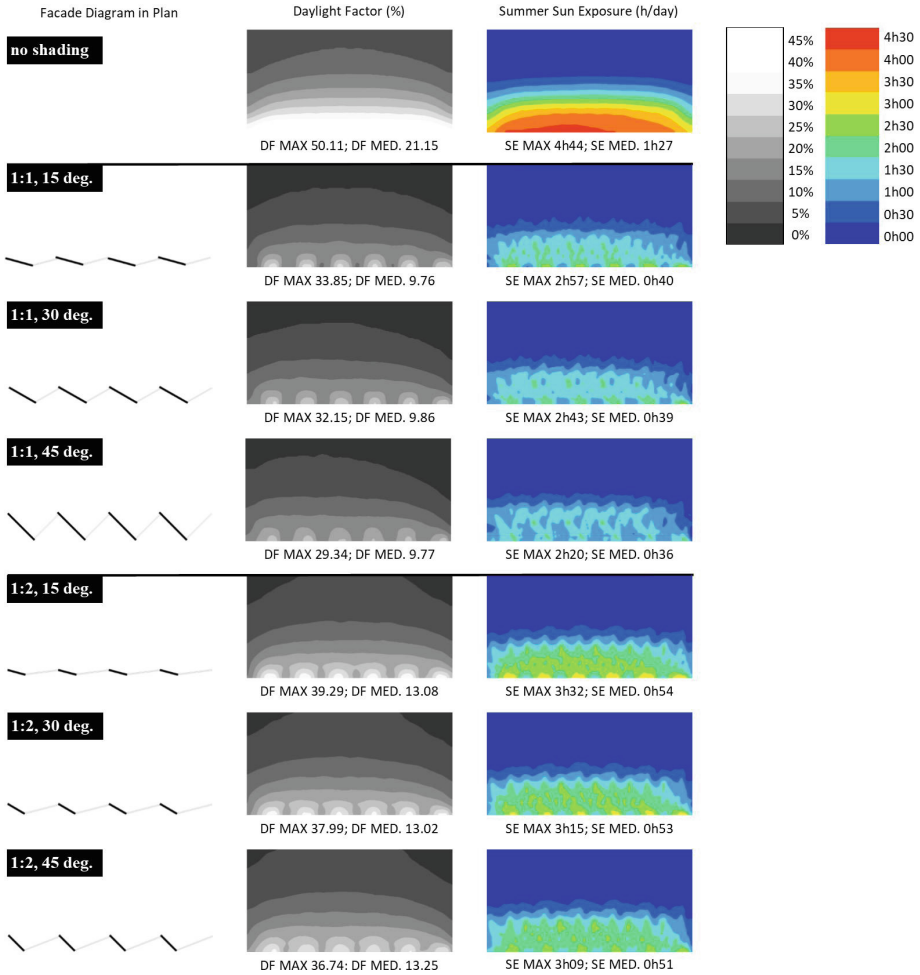 Facade Diagram in Plan
Daylight Factor (%)
Summer Sun Exposure (h/day)
no shading
DF MAX 50.11; DF MED. 21.15
SE MAX 4h44; SE MED. 1h27
45%
40%
35%
30%
25%
20%
15%
10%
5%
0%
4h30
4h00
3h30
3h00
2h30
2h00
1h30
1h00
0h30
0h00
1:1, 15 deg.
DF MAX 33.85; DF MED. 9.76
SE MAX 2h57; SE MED. 0h40
1:1, 30 deg.
DF MAX 32.15; DF MED. 9.86
SE MAX 2h43; SE MED. 0h39
1:1, 45 deg.
DF MAX 29.34; DF MED. 9.77
SE MAX 2h20; SE MED. 0h36
1:2, 15 deg.
DF MAX 39.29; DF MED. 13.08
SE MAX 3h32; SE MED. 0h54
1:2, 30 deg.
DF MAX 37.99; DF MED. 13.02
SE MAX 3h15; SE MED. 0h53
1:2, 45 deg.
DF MAX 36.74; DF MED. 13.25
SE MAX 3h09; SE MED. 0h51